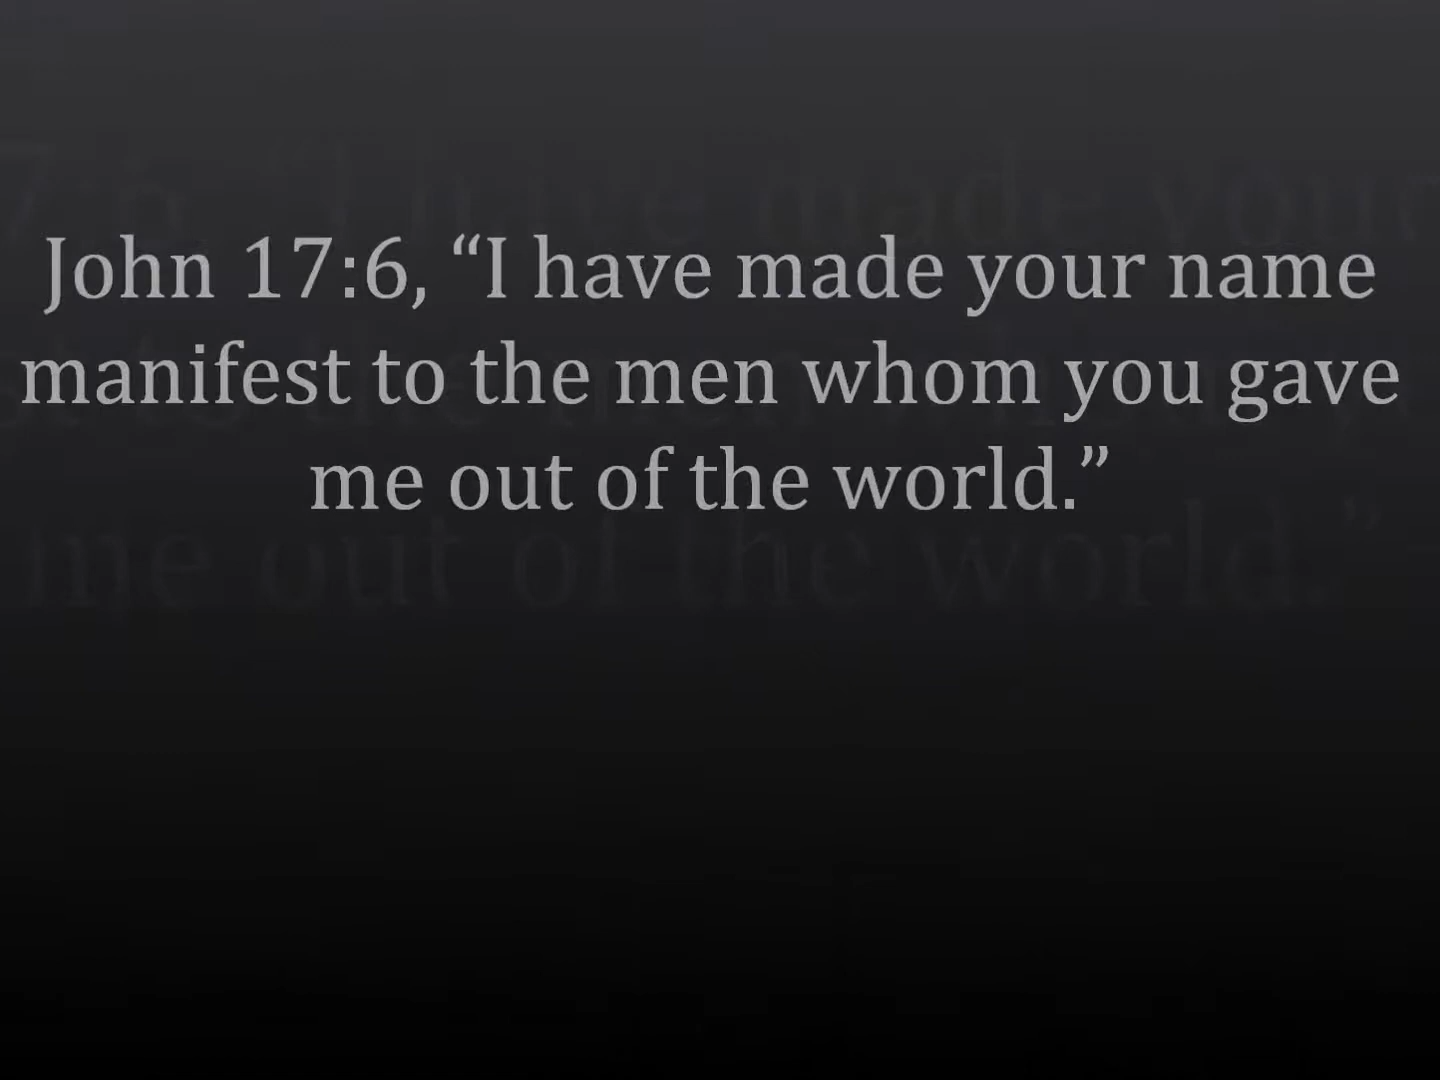 John 17:6, “I have made your name
manifest to the men whom you gave
me out of the world.”